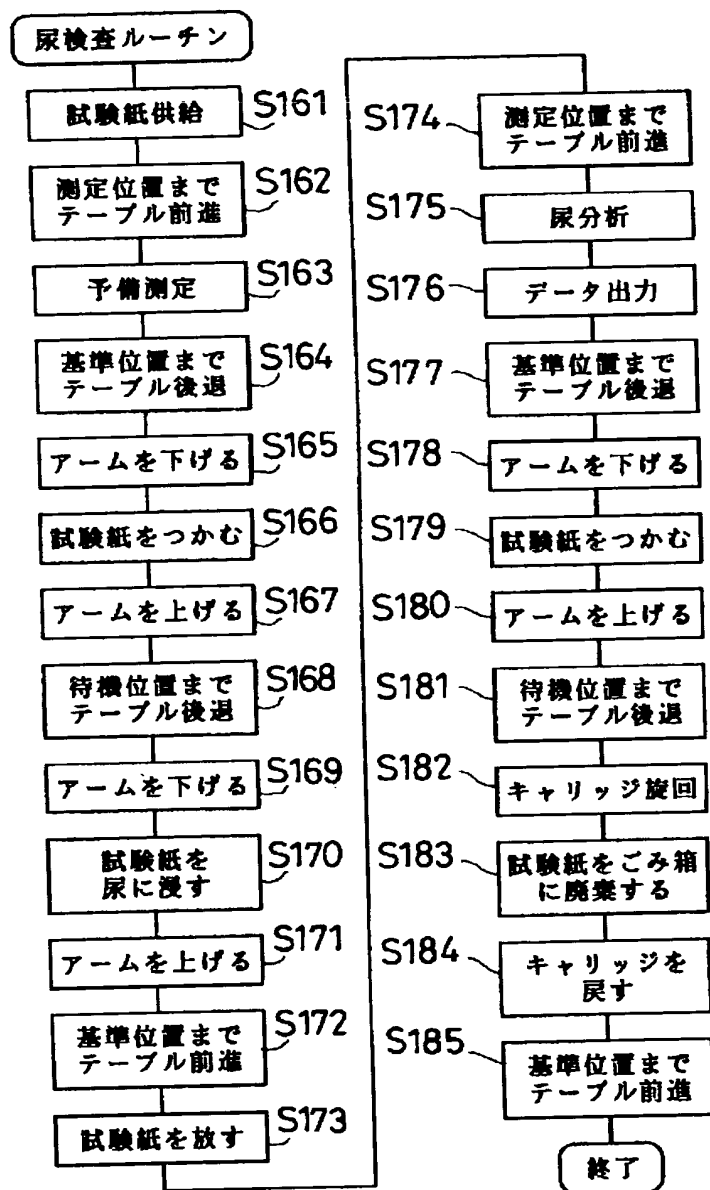 尿検査ルーチン
試験紙供給
S161
測定位置まで
テーブル前進
S162
予備測定
S163
基準位置まで
テーブル後退
S164
アームを下げる
S165
試験紙をつかむ
S166
アームを上げる
S167
待機位置まで
テーブル後退
S168
アームを下げる
S169
試験紙を
尿に浸す
S170
アームを上げる
S171
基準位置まで
テーブル前進
S172
試験紙を放す
S173
S174
測定位置まで
テーブル前進
S175
尿分析
S176
データ出力
S177
基準位置まで
テーブル後退
S178
アームを下げる
S179
試験紙をつかむ
S180
アームを上げる
S181
待機位置まで
テーブル後退
S182
キャリッジ旋回
S183
試験紙をごみ箱
に廃棄する
S184
キャリッジを
戻す
S185
基準位置まで
テーブル前進
終了